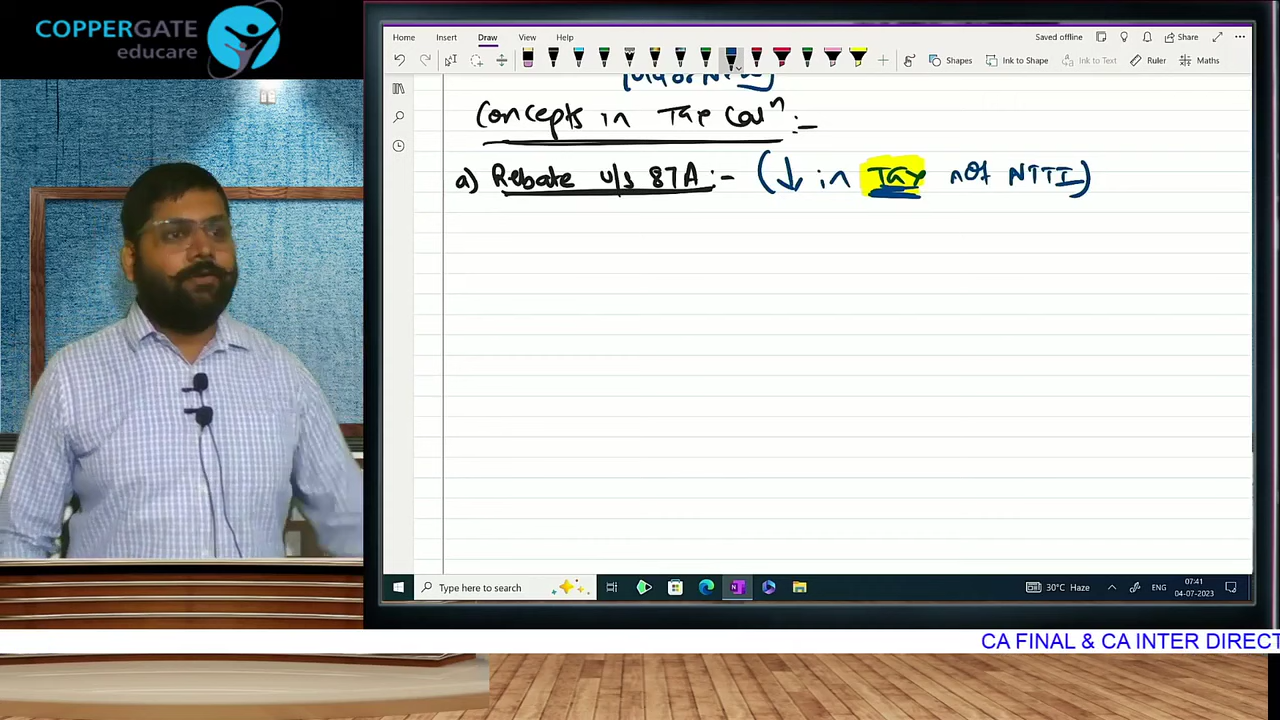 COPPERGATE
educare
Home Insert Draw View Help
Saved offline
Share
Shapes Ink to Shape Ink to Text Ruler Maths
Concepts in Tax Calⁿ :-
a) Rebate u/s 87A :- (↓ in Tax not NTTI)
Type here to search
30°C Haze
ENG
07:41
04-07-2023
CA FINAL & CA INTER DIRECT